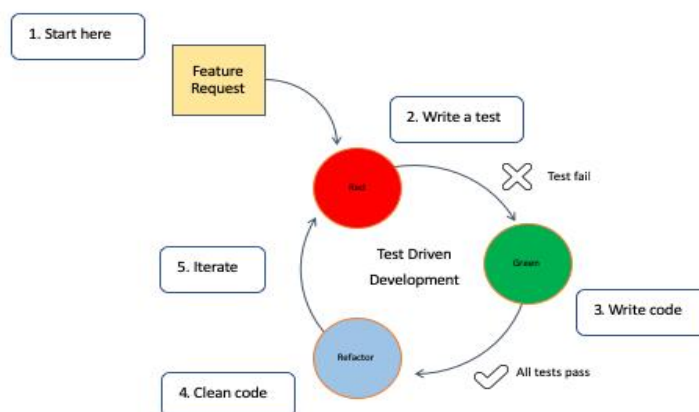 1. Start here
Feature
Request
2. Write a test
Red
Test fail
Test Driven
Development
Green
5. Iterate
3. Write code
Refactor
All tests pass
4. Clean code